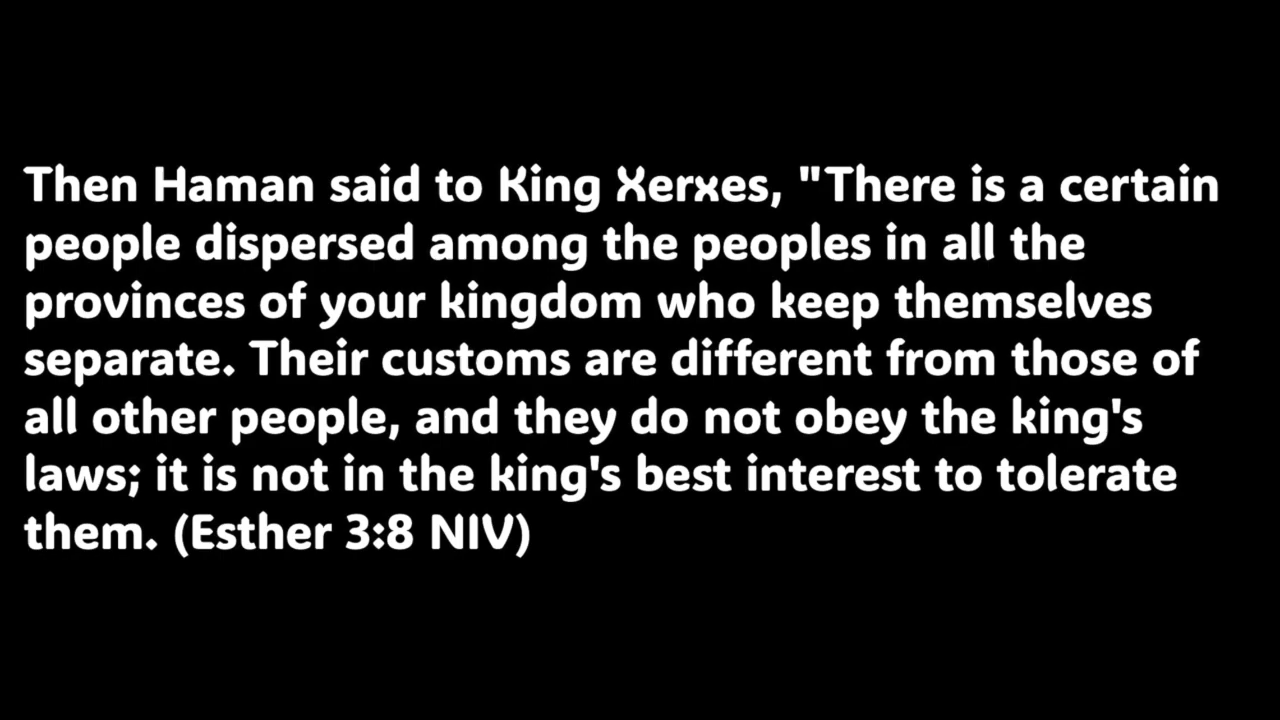 Then Haman said to King Xerxes, "There is a certain
people dispersed among the peoples in all the
provinces of your kingdom who keep themselves
separate. Their customs are different from those of
all other people, and they do not obey the king's
laws; it is not in the king's best interest to tolerate
them. (Esther 3:8 NIV)